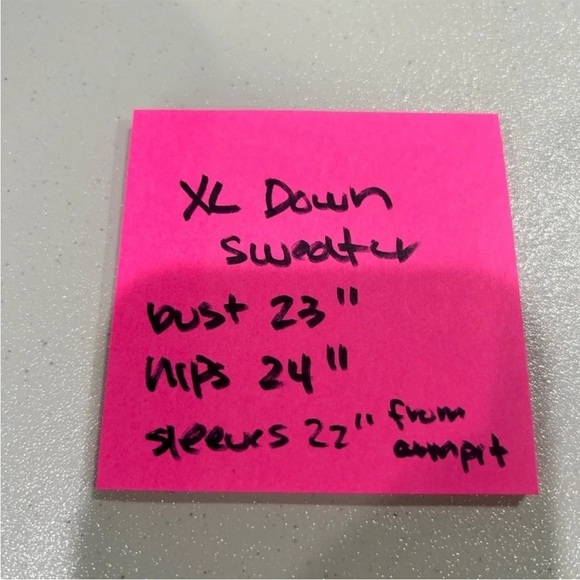 XL Down
sweater
bust 23"
hips 24"
sleeves 22" from
armpit